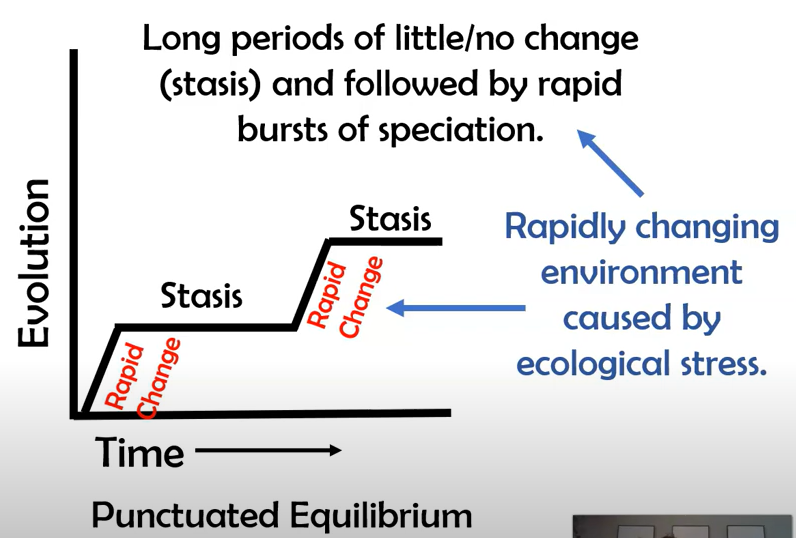 Long periods of little/no change
(stasis) and followed by rapid
bursts of speciation.
Stasis
Rapidly changing
environment
caused by
ecological stress.
Rapid
Change
Stasis
Rapid
Change
Evolution
Time
Punctuated Equilibrium